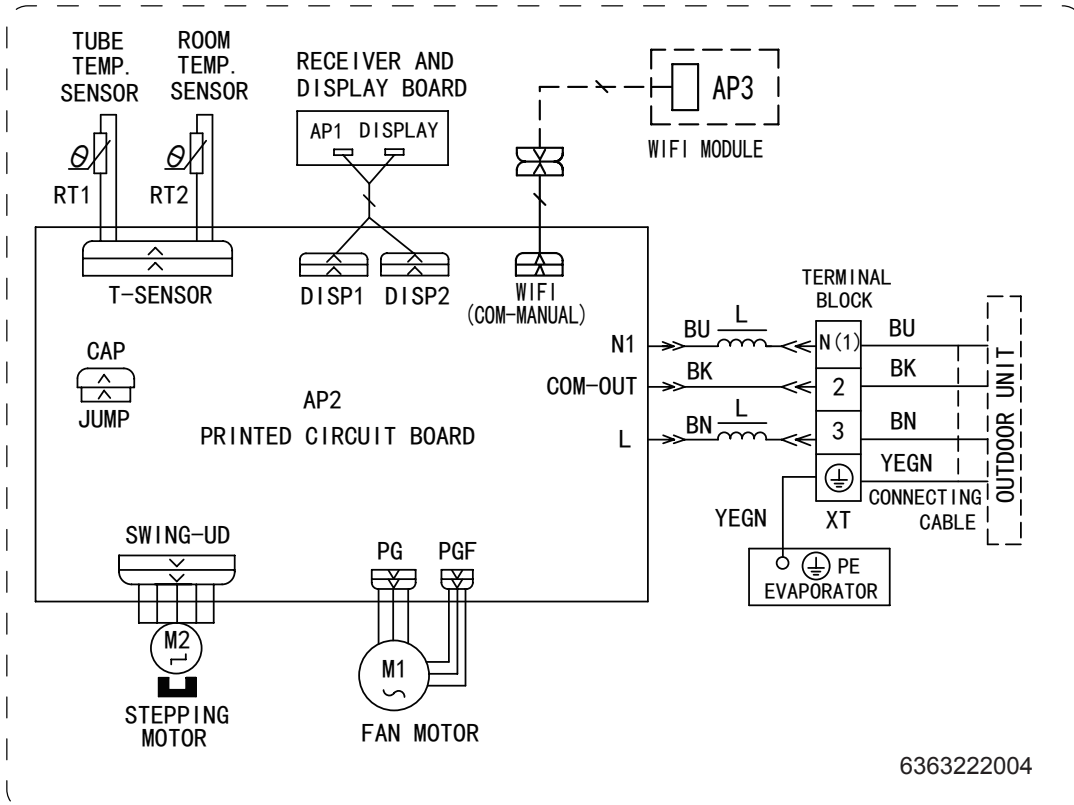 TUBE
TEMP.
SENSOR
ROOM
TEMP.
SENSOR
RECEIVER AND
DISPLAY BOARD
AP1 DISPLAY
AP3
WIFI MODULE
θ
RT1
θ
RT2
T-SENSOR
DISP1
DISP2
WIFI
(COM-MANUAL)
TERMINAL
BLOCK
CAP
JUMP
AP2
PRINTED CIRCUIT BOARD
N1
BU
L
N(1)
BU
COM-OUT
BK
2
BK
L
BN
L
3
BN
YEGN
CONNECTING
CABLE
OUTDOOR UNIT
YEGN
XT
PE
EVAPORATOR
SWING-UD
M2
STEPPING
MOTOR
PG
PGF
M1
FAN MOTOR
6363222004